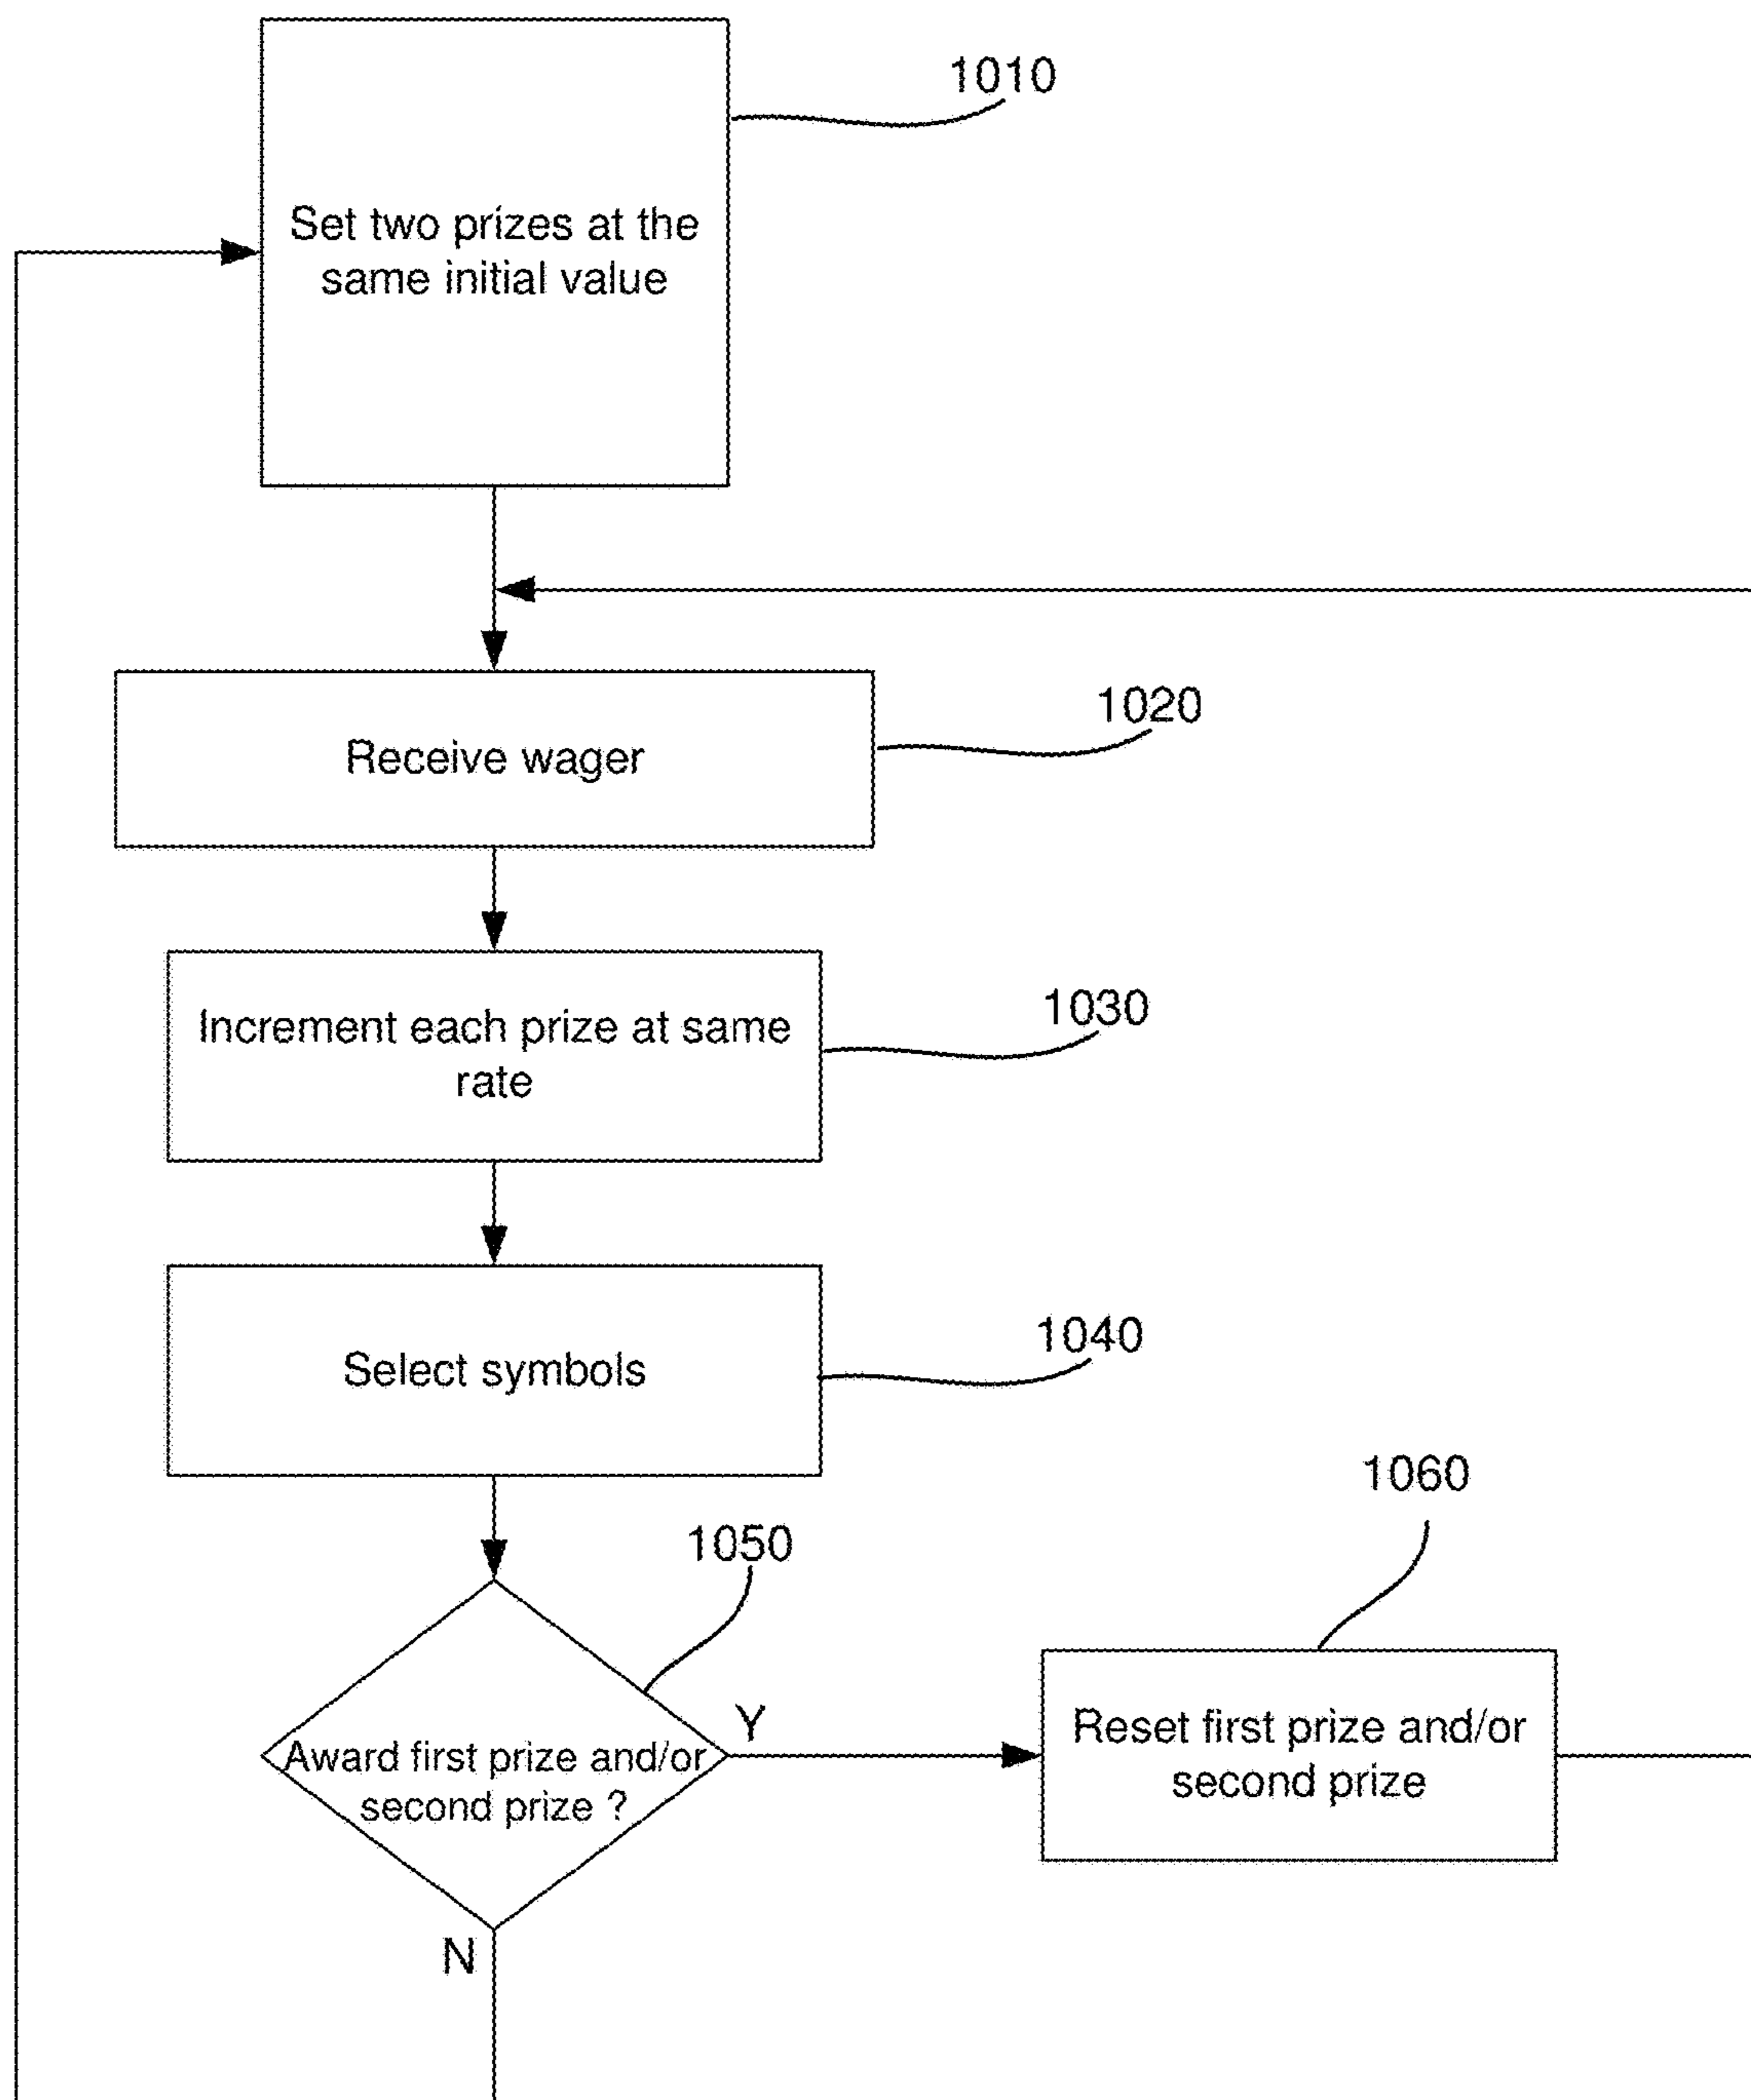 1010
Set two prizes at the
same initial value
1020
Receive wager
1030
Increment each prize at same
rate
1040
Select symbols
1060
1050
Y
Award first prize and/or
second prize ?
Reset first prize and/or
second prize
N